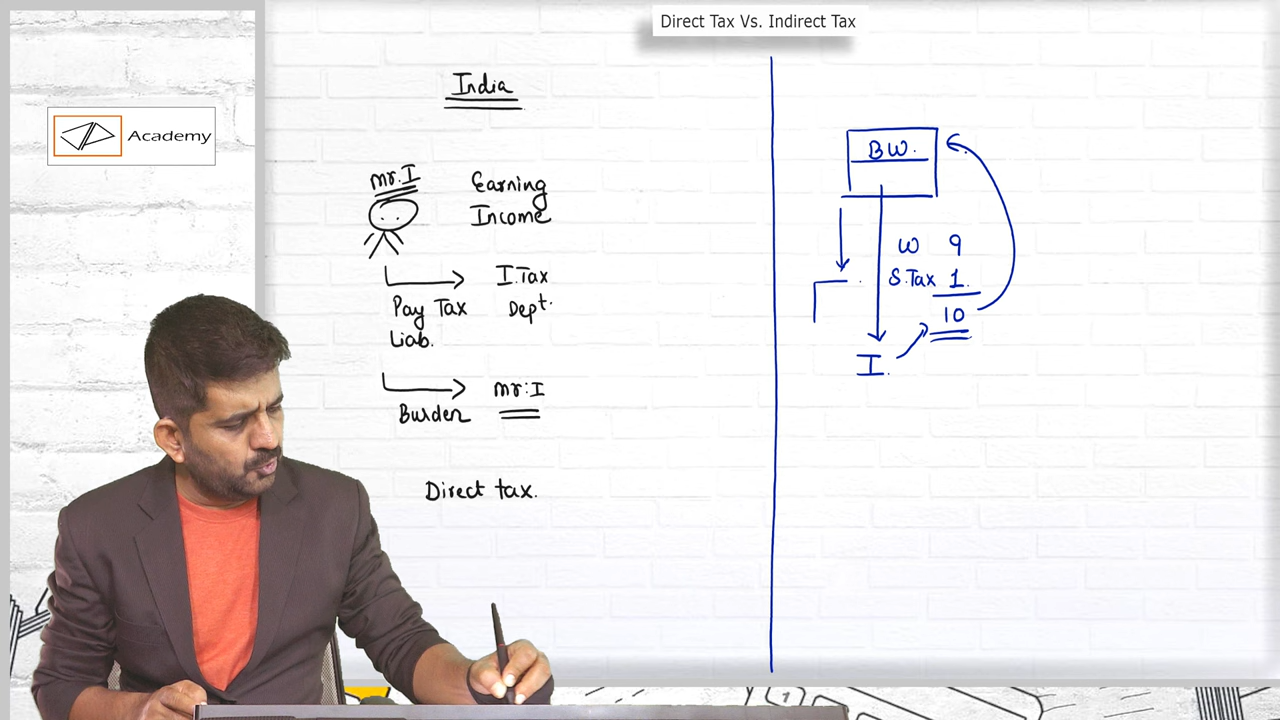 Direct Tax Vs. Indirect Tax
Academy
India
Mr. I
Earning
Income
I.Tax
Pay Tax Dept.
Liab.
Mr. I
Burden
Direct tax.
B W.
W 9
S.Tax 1.
10
I.